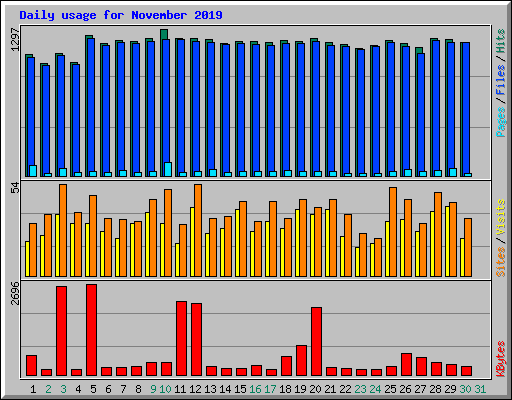 Daily usage for November 2019
1297
Pages/Files/Hits
54
Sites/Visits
2696
KBytes
1 2 3 4 5 6 7 8 9 10 11 12 13 14 15 16 17 18 19 20 21 22 23 24 25 26 27 28 29 30 31